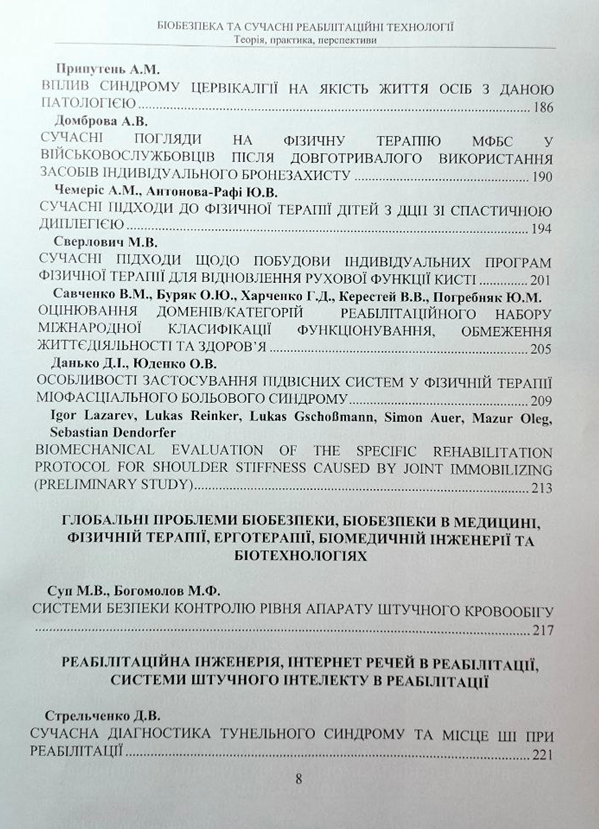 БІОБЕЗПЕКА ТА СУЧАСНІ РЕАБІЛІТАЦІЙНІ ТЕХНОЛОГІЇ
Теорія, практика, перспективи
Припутень А.М.
ВПЛИВ СИНДРОМУ ЦЕРВІКАЛГІЇ НА ЯКІСТЬ ЖИТТЯ ОСІБ З ДАНОЮ
ПАТОЛОГІЄЮ...186
Домброва А.В.
СУЧАСНІ ПОГЛЯДИ НА ФІЗИЧНУ ТЕРАПІЮ МФБС У
ВІЙСЬКОВОСЛУЖБОВЦІВ ПІСЛЯ ДОВГОТРИВАЛОГО ВИКОРИСТАННЯ
ЗАСОБІВ ІНДИВІДУАЛЬНОГО БРОНЕЗАХИСТУ...190
Чемеріс А.М., Антонова-Рафі Ю.В.
СУЧАСНІ ПІДХОДИ ДО ФІЗИЧНОЇ ТЕРАПІЇ ДІТЕЙ З ДЦП ЗІ СПАСТИЧНОЮ
ДИПЛЕГІЄЮ...194
Сверлович М.В.
СУЧАСНІ ПІДХОДИ ЩОДО ПОБУДОВИ ІНДИВІДУАЛЬНИХ ПРОГРАМ
ФІЗИЧНОЇ ТЕРАПІЇ ДЛЯ ВІДНОВЛЕННЯ РУХОВОЇ ФУНКЦІЇ КИСТІ...201
Савченко В.М., Буряк О.Ю., Харченко Г.Д., Керестей В.В., Погребняк Ю.М.
ОЦІНЮВАННЯ ДОМЕНІВ/КАТЕГОРІЙ РЕАБІЛІТАЦІЙНОГО НАБОРУ
МІЖНАРОДНОЇ КЛАСИФІКАЦІЇ ФУНКЦІОНУВАННЯ, ОБМЕЖЕННЯ
ЖИТТЄДІЯЛЬНОСТІ ТА ЗДОРОВ'Я...205
Данько Д.І., Юденко О.В.
ОСОБЛИВОСТІ ЗАСТОСУВАННЯ ПІДВІСНИХ СИСТЕМ У ФІЗИЧНІЙ ТЕРАПІЇ
МІОФАСЦІАЛЬНОГО БОЛЬОВОГО СИНДРОМУ...209
Igor Lazarev, Lukas Reinker, Lukas Gschoßmann, Simon Auer, Mazur Oleg,
Sebastian Dendorfer
BIOMECHANICAL EVALUATION OF THE SPECIFIC REHABILITATION
PROTOCOL FOR SHOULDER STIFFNESS CAUSED BY JOINT IMMOBILIZING
(PRELIMINARY STUDY)...213
ГЛОБАЛЬНІ ПРОБЛЕМИ БІОБЕЗПЕКИ, БІОБЕЗПЕКИ В МЕДИЦИНІ,
ФІЗИЧНІЙ ТЕРАПІЇ, ЕРГОТЕРАПІЇ, БІОМЕДИЧНІЙ ІНЖЕНЕРІЇ ТА
БІОТЕХНОЛОГІЯХ
Суп М.В., Богомолов М.Ф.
СИСТЕМИ БЕЗПЕКИ КОНТРОЛЮ РІВНЯ АПАРАТУ ШТУЧНОГО КРОВООБІГУ
...217
РЕАБІЛІТАЦІЙНА ІНЖЕНЕРІЯ, ІНТЕРНЕТ РЕЧЕЙ В РЕАБІЛІТАЦІЇ,
СИСТЕМИ ШТУЧНОГО ІНТЕЛЕКТУ В РЕАБІЛІТАЦІЇ
Стрельченко Д.В.
СУЧАСНА ДІАГНОСТИКА ТУНЕЛЬНОГО СИНДРОМУ ТА МІСЦЕ ШІ ПРИ
РЕАБІЛІТАЦІЇ...221
8